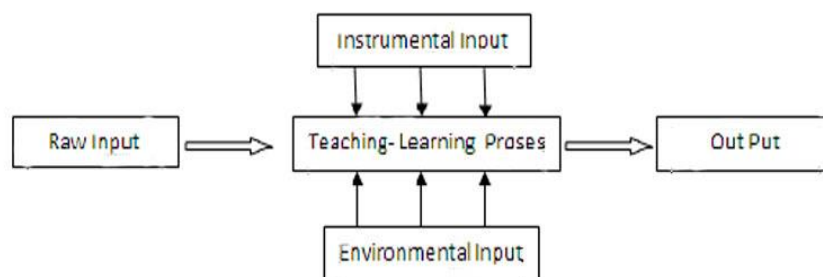 Instrumental Input
Raw Input
Teaching- Learning Proses
Out Put
Environmental Input